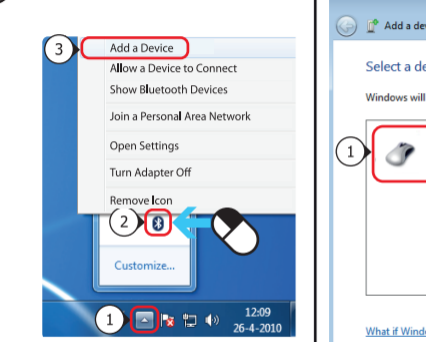 3
Add a Device
Allow a Device to Connect
Show Bluetooth Devices
Join a Personal Area Network
Open Settings
Turn Adapter Off
Remove Icon
2
Customize...
1
12:09
26-4-2010
Add a de
Select a de
Windows will
1
What if Wind